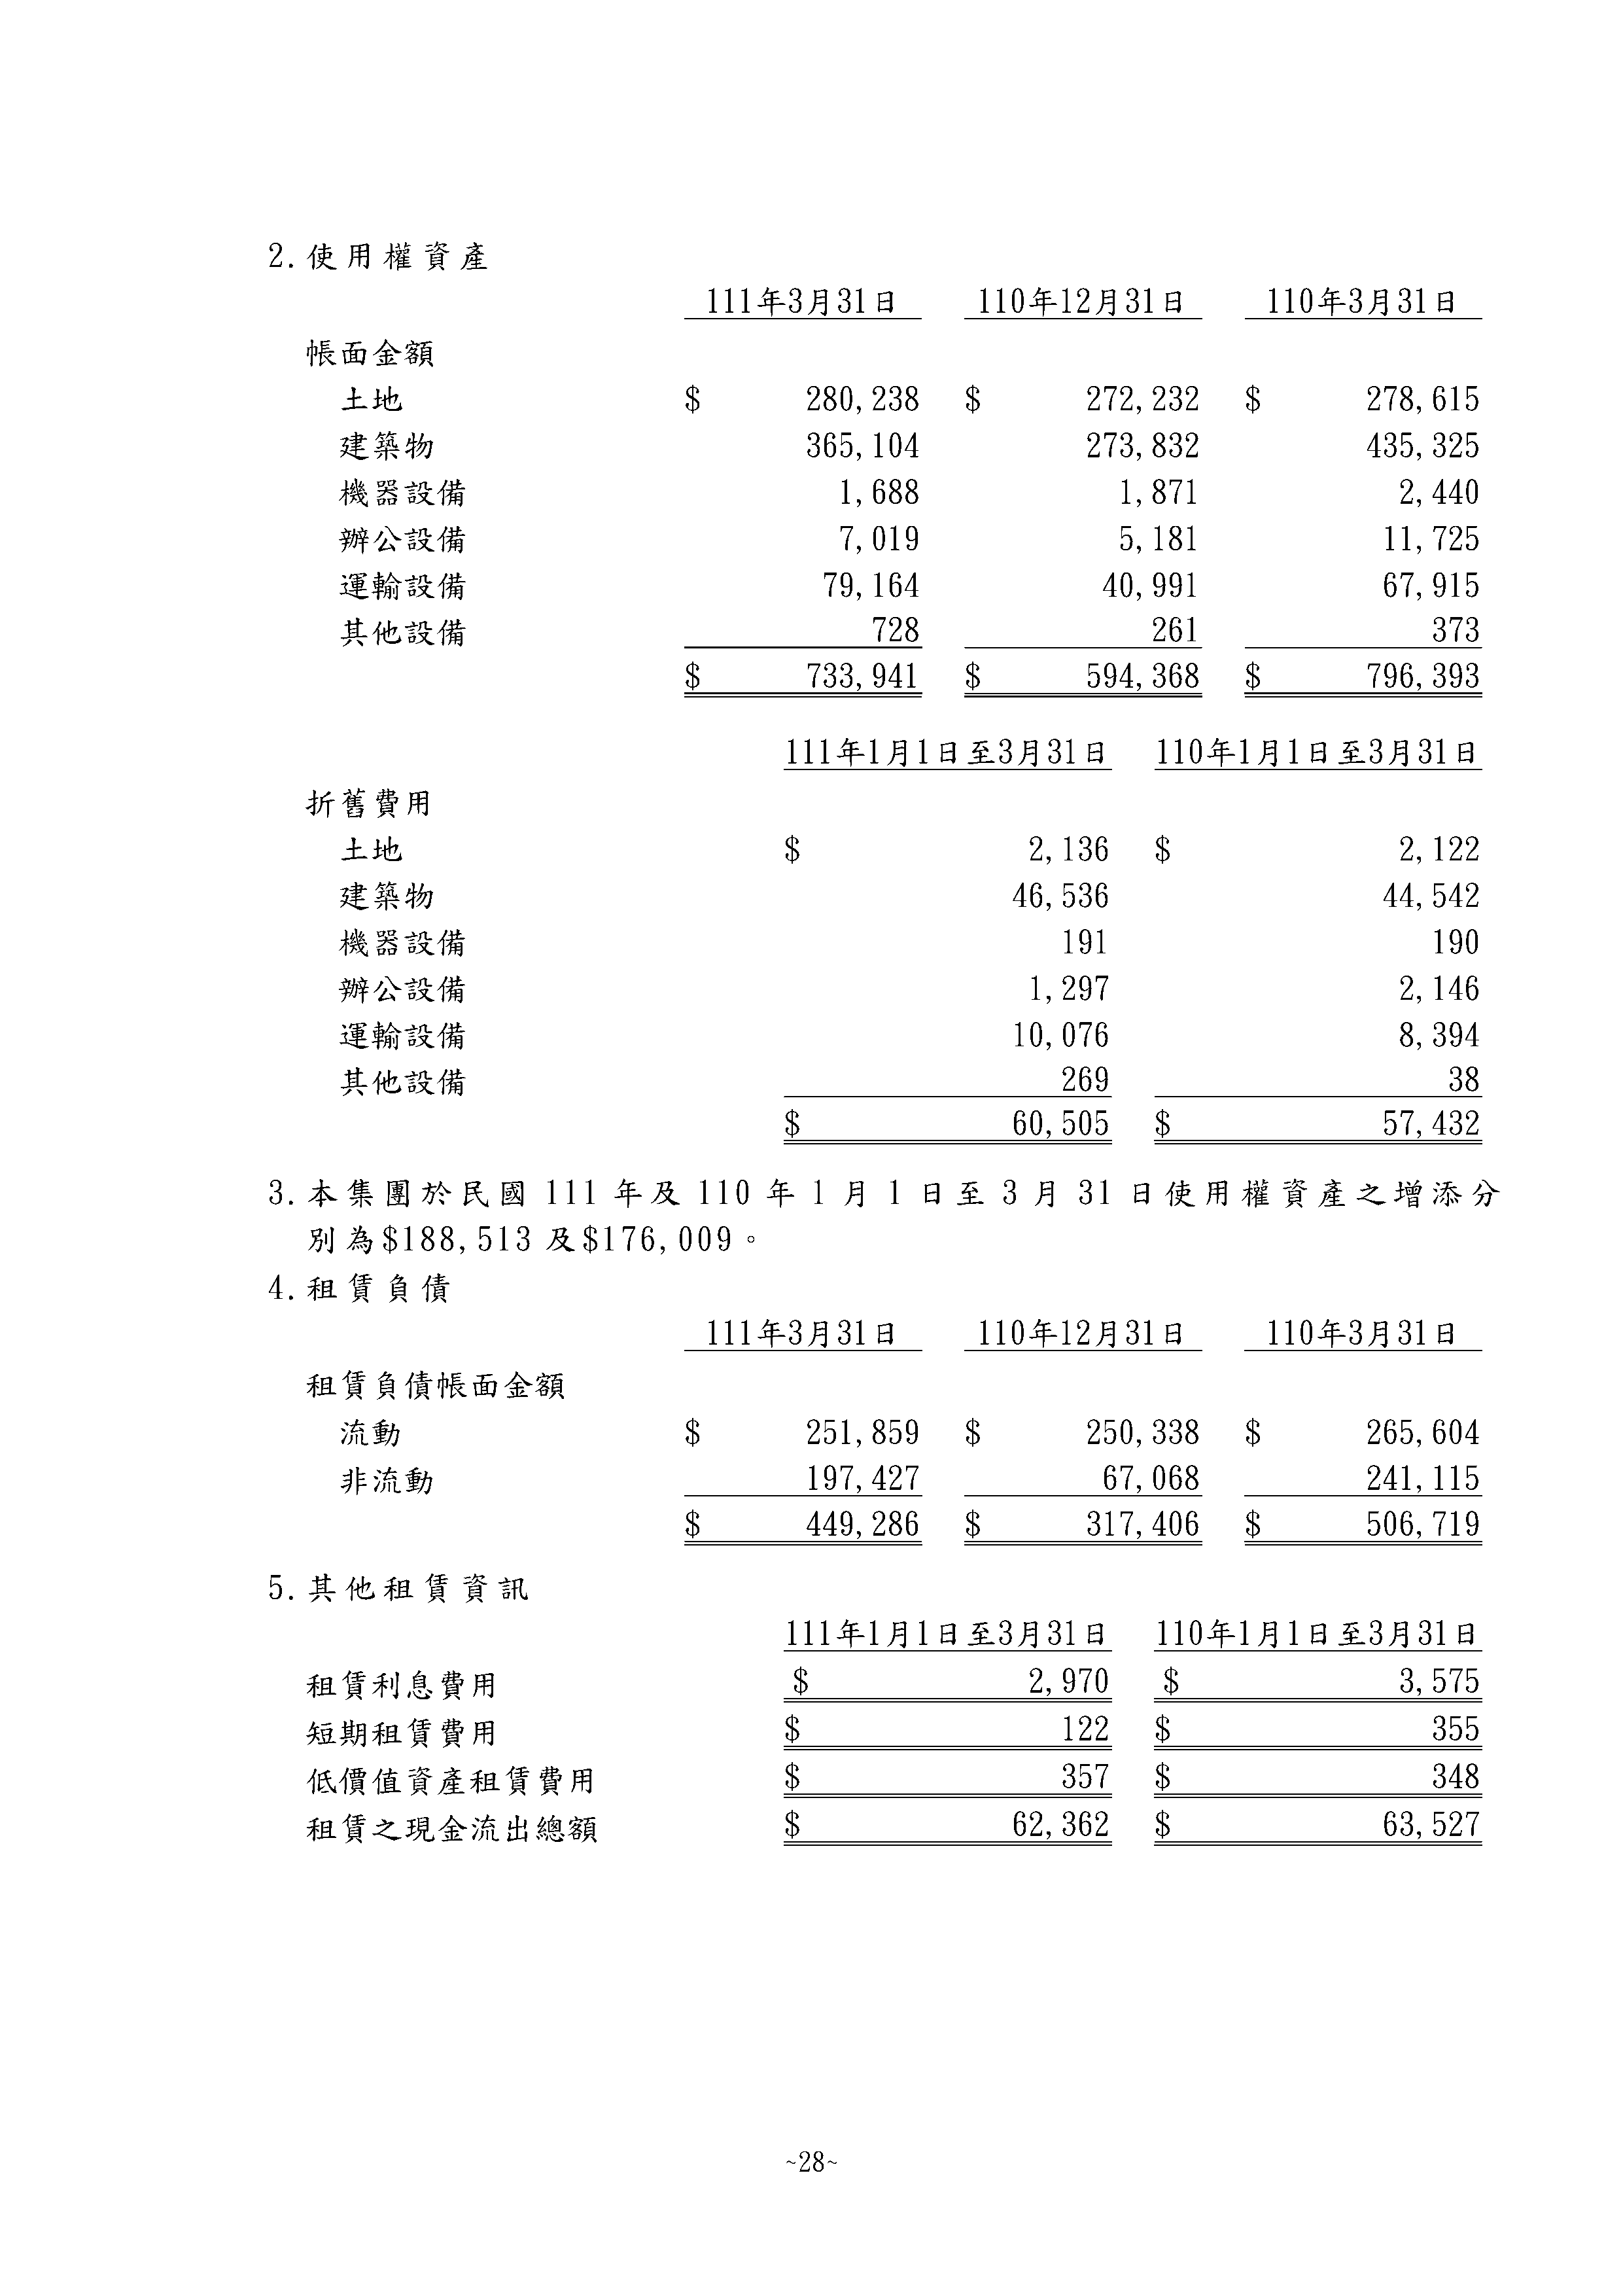 2.使用權資產
111年3月31日 110年12月31日 110年3月31日
帳面金額
土地 $ 280,238 $ 272,232 $ 278,615
建築物 365,104 273,832 435,325
機器設備 1,688 1,871 2,440
辦公設備 7,019 5,181 11,725
運輸設備 79,164 40,991 67,915
其他設備 728 261 373
$ 733,941 $ 594,368 $ 796,393
111年1月1日至3月31日 110年1月1日至3月31日
折舊費用
土地 $ 2,136 $ 2,122
建築物 46,536 44,542
機器設備 191 190
辦公設備 1,297 2,146
運輸設備 10,076 8,394
其他設備 269 38
$ 60,505 $ 57,432
3.本集團於民國 111 年及 110 年 1 月 1 日至 3 月 31 日使用權資產之增添分
別為$188,513 及$176,009。
4.租賃負債
111年3月31日 110年12月31日 110年3月31日
租賃負債帳面金額
流動 $ 251,859 $ 250,338 $ 265,604
非流動 197,427 67,068 241,115
$ 449,286 $ 317,406 $ 506,719
5.其他租賃資訊
111年1月1日至3月31日 110年1月1日至3月31日
租賃利息費用 $ 2,970 $ 3,575
短期租賃費用 $ 122 $ 355
低價值資產租賃費用 $ 357 $ 348
租賃之現金流出總額 $ 62,362 $ 63,527
~28~